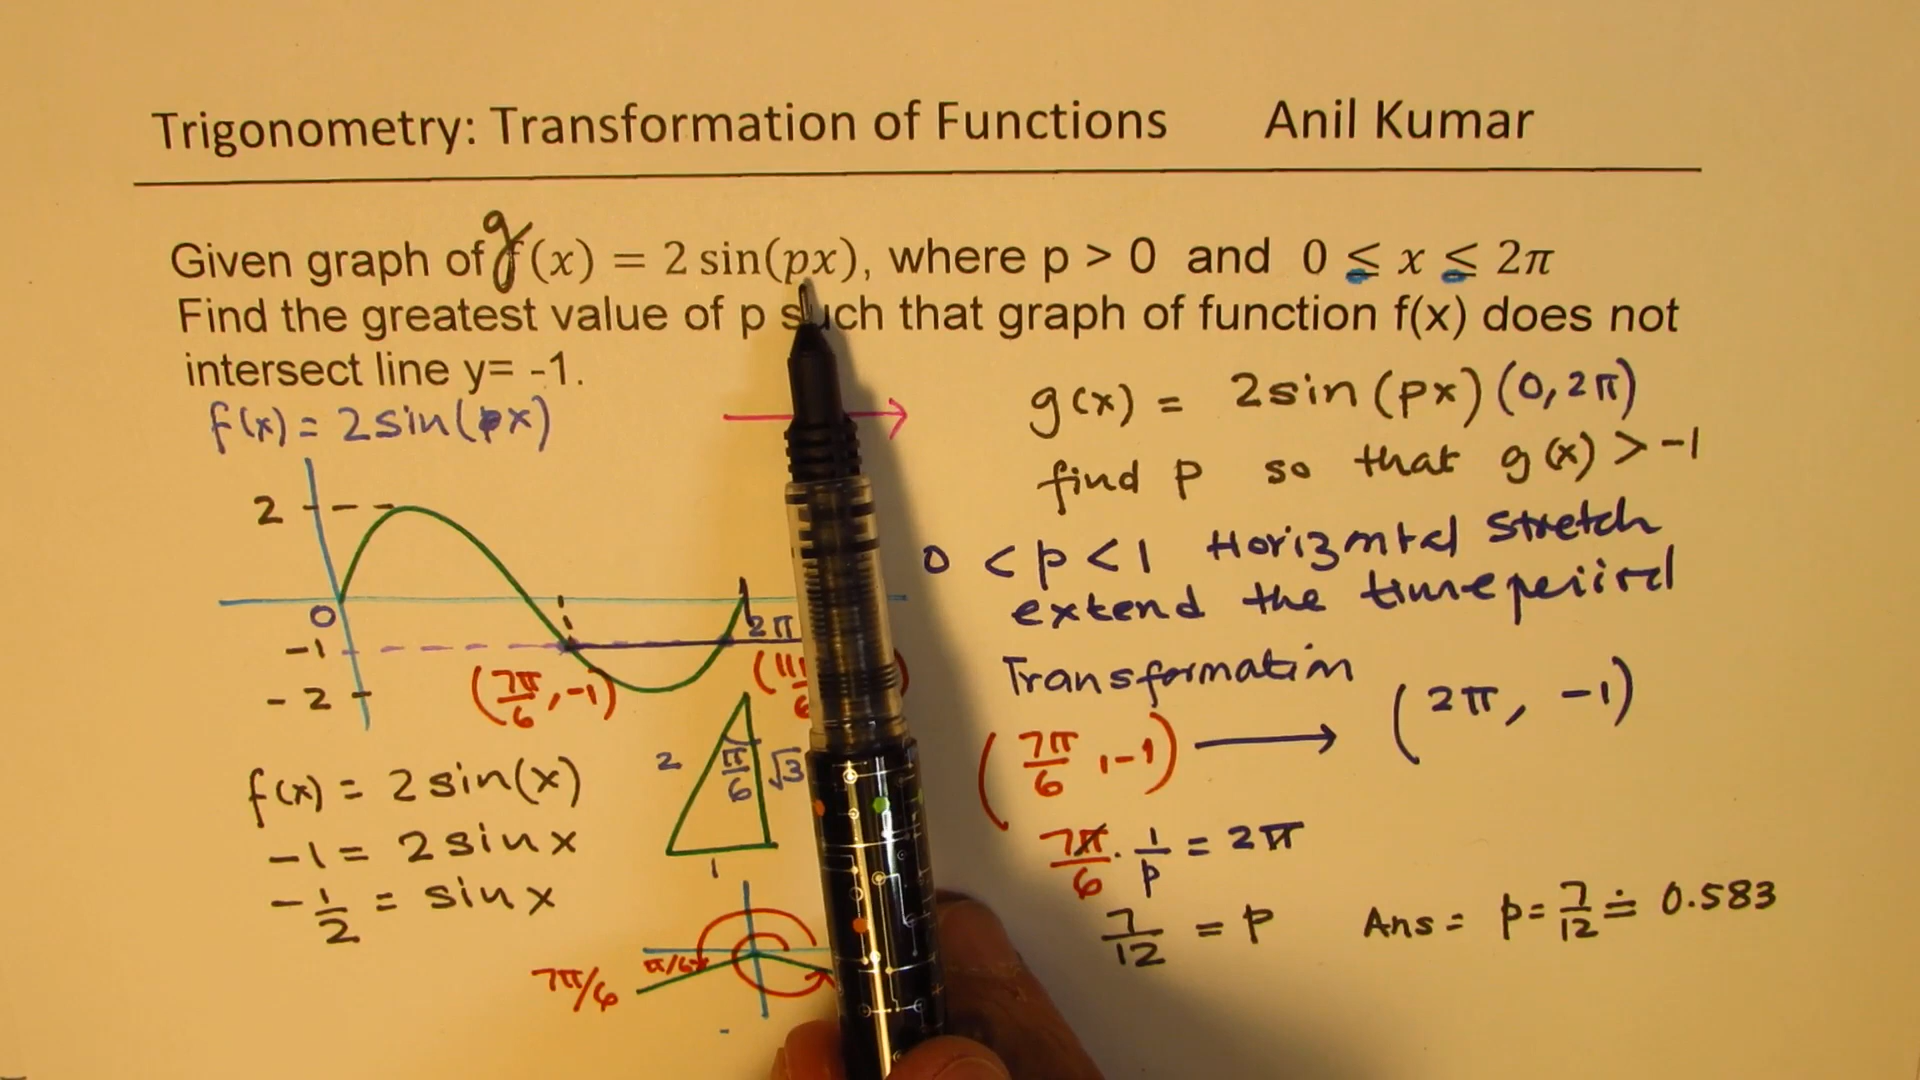 Trigonometry: Transformation of Functions Anil Kumar
Given graph of g(x) = 2 sin(px), where p > 0 and 0 ≤ x ≤ 2π
Find the greatest value of p such that graph of function f(x) does not
intersect line y= -1.
f(x) = 2sin(px)
2
0
-1
-2
2π
(7π/6, -1)
f(x) = 2sin(x)
-1 = 2sinx
-1/2 = sinx
2
π/6
√3
1
7π/6
π/6
g(x) = 2sin(px) (0, 2π)
find p so that g(x) > -1
0 < p < 1 Horizontal Stretch
extend the time period
Transformation
(7π/6, -1) → (2π, -1)
7π/6 · 1/p = 2π
7/12 = p
Ans = p = 7/12 ≐ 0.583